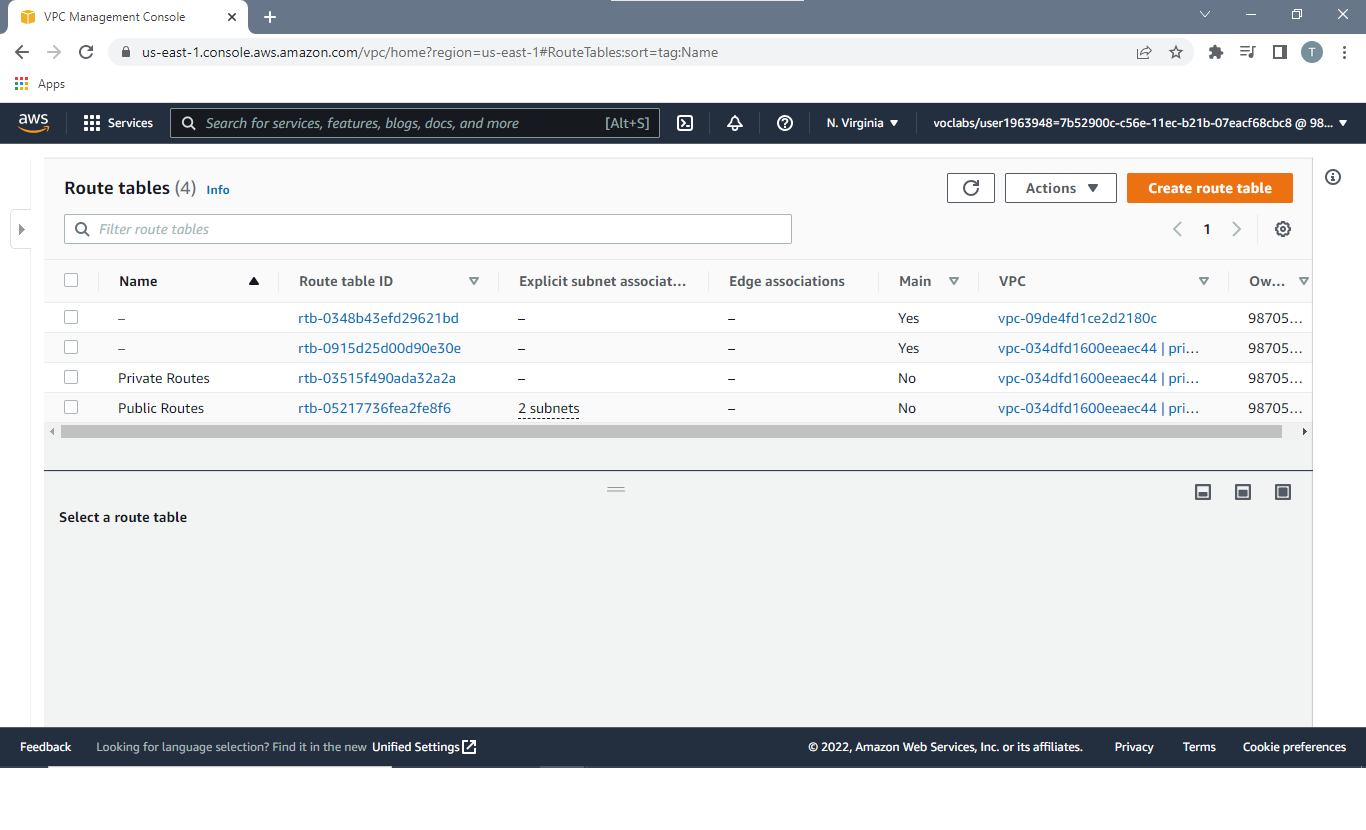 VPC Management Console
us-east-1.console.aws.amazon.com/vpc/home?region=us-east-1#RouteTables:sort=tag:Name
T
Apps
aws Services Search for services, features, blogs, docs, and more [Alt+S] N. Virginia voclabs/user1963948=7b52900c-c56e-11ec-b21b-07eacf68cbc8 @ 98...
Route tables (4) Info Actions Create route table
Filter route tables 1
Name Route table ID Explicit subnet associat... Edge associations Main VPC Ow...
– rtb-0348b43efd29621bd – – Yes vpc-09de4fd1ce2d2180c 98705...
– rtb-0915d25d00d90e30e – – Yes vpc-034dfd1600eeaec44 | pri... 98705...
Private Routes rtb-03515f490ada32a2a – – No vpc-034dfd1600eeaec44 | pri... 98705...
Public Routes rtb-05217736fea2fe8f6 2 subnets – No vpc-034dfd1600eeaec44 | pri... 98705...
Select a route table
Feedback Looking for language selection? Find it in the new Unified Settings © 2022, Amazon Web Services, Inc. or its affiliates. Privacy Terms Cookie preferences